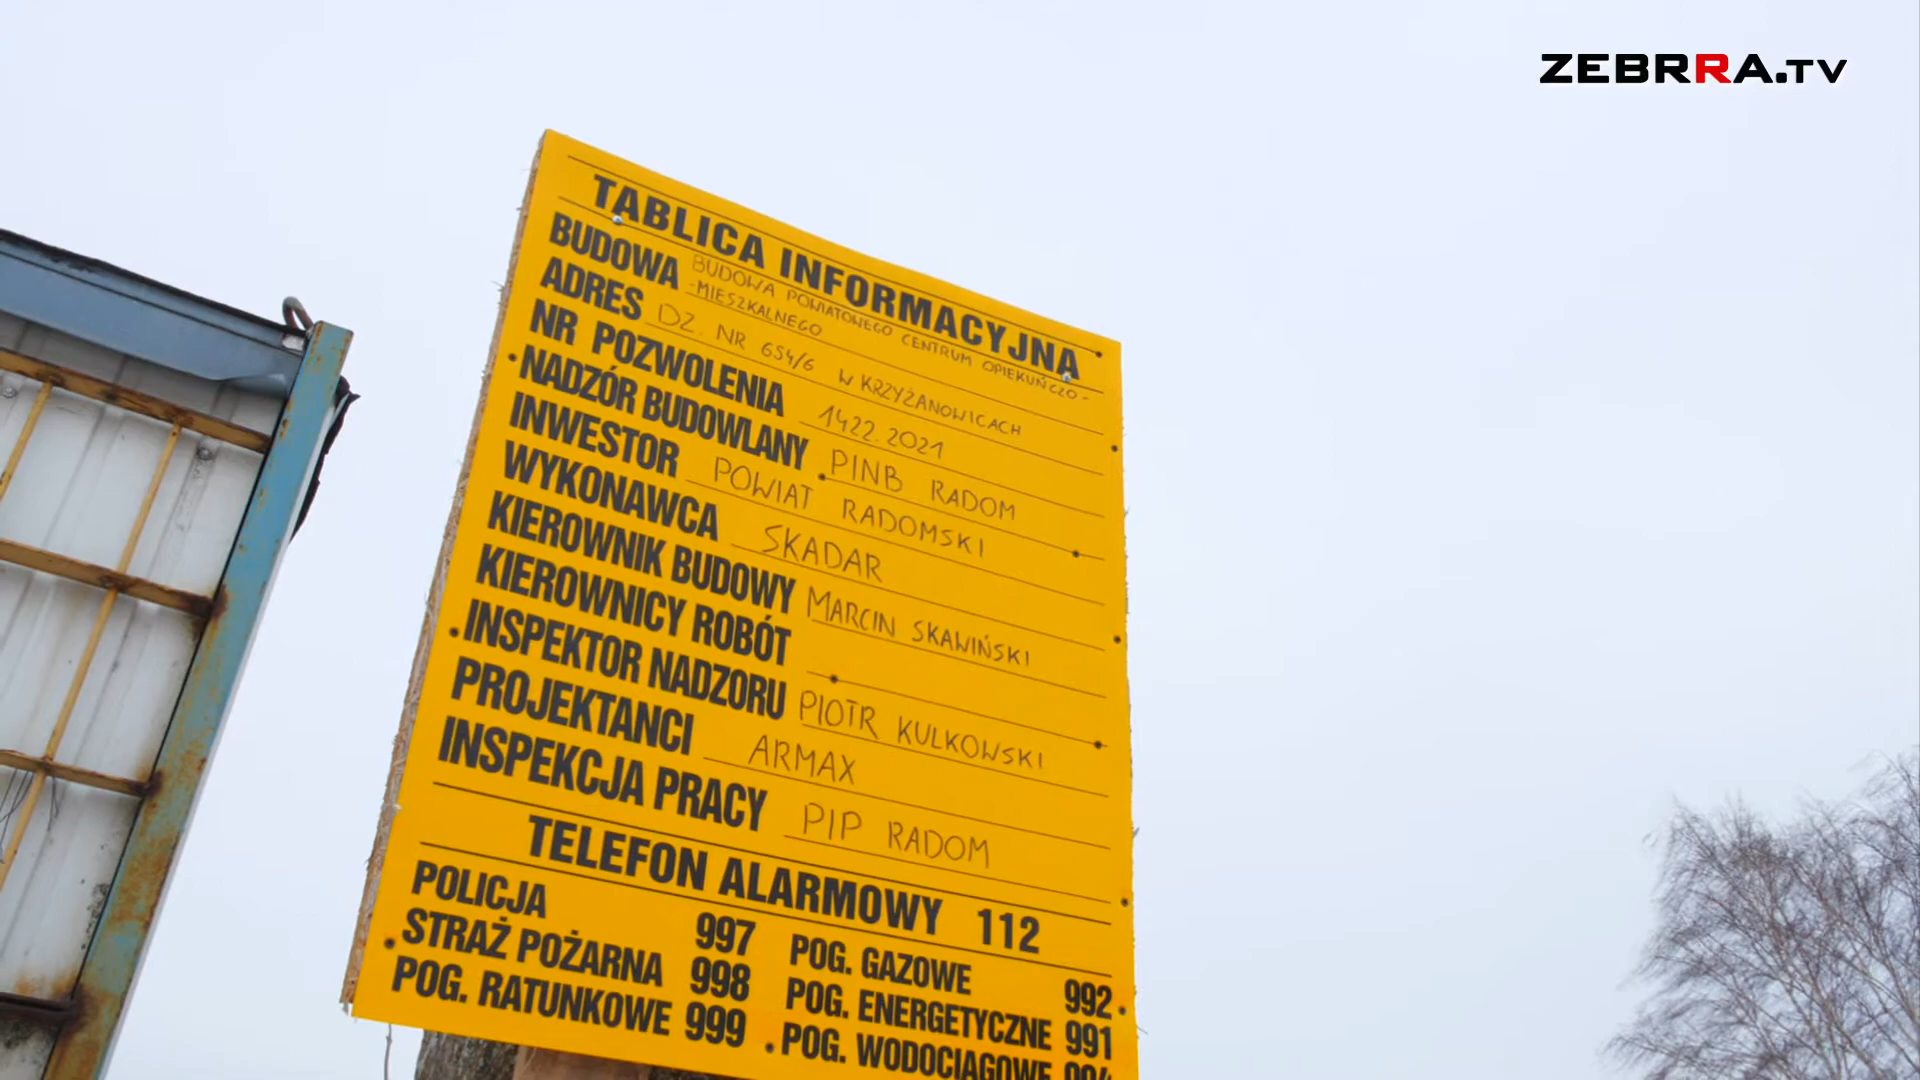 ZEBRRA.TV
TABLICA INFORMACYJNA
BUDOWA BUDOWA POWIATOWEGO CENTRUM OPIEKUŃCZO-
-MIESZKALNEGO
ADRES DZ. NR 654/6 W KRZYŻANOWICACH
NR POZWOLENIA 1422.2021
NADZÓR BUDOWLANY PINB RADOM
INWESTOR POWIAT RADOMSKI
WYKONAWCA SKADAR
KIEROWNIK BUDOWY MARCIN SKAWIŃSKI
KIEROWNICY ROBÓT
INSPEKTOR NADZORU PIOTR KULKOWSKI
PROJEKTANCI ARMAX
INSPEKCJA PRACY PIP RADOM
TELEFON ALARMOWY 112
POLICJA 997 POG. GAZOWE 992
STRAŻ POŻARNA 998 POG. ENERGETYCZNE 991
POG. RATUNKOWE 999 POG. WODOCIĄGOWE 994